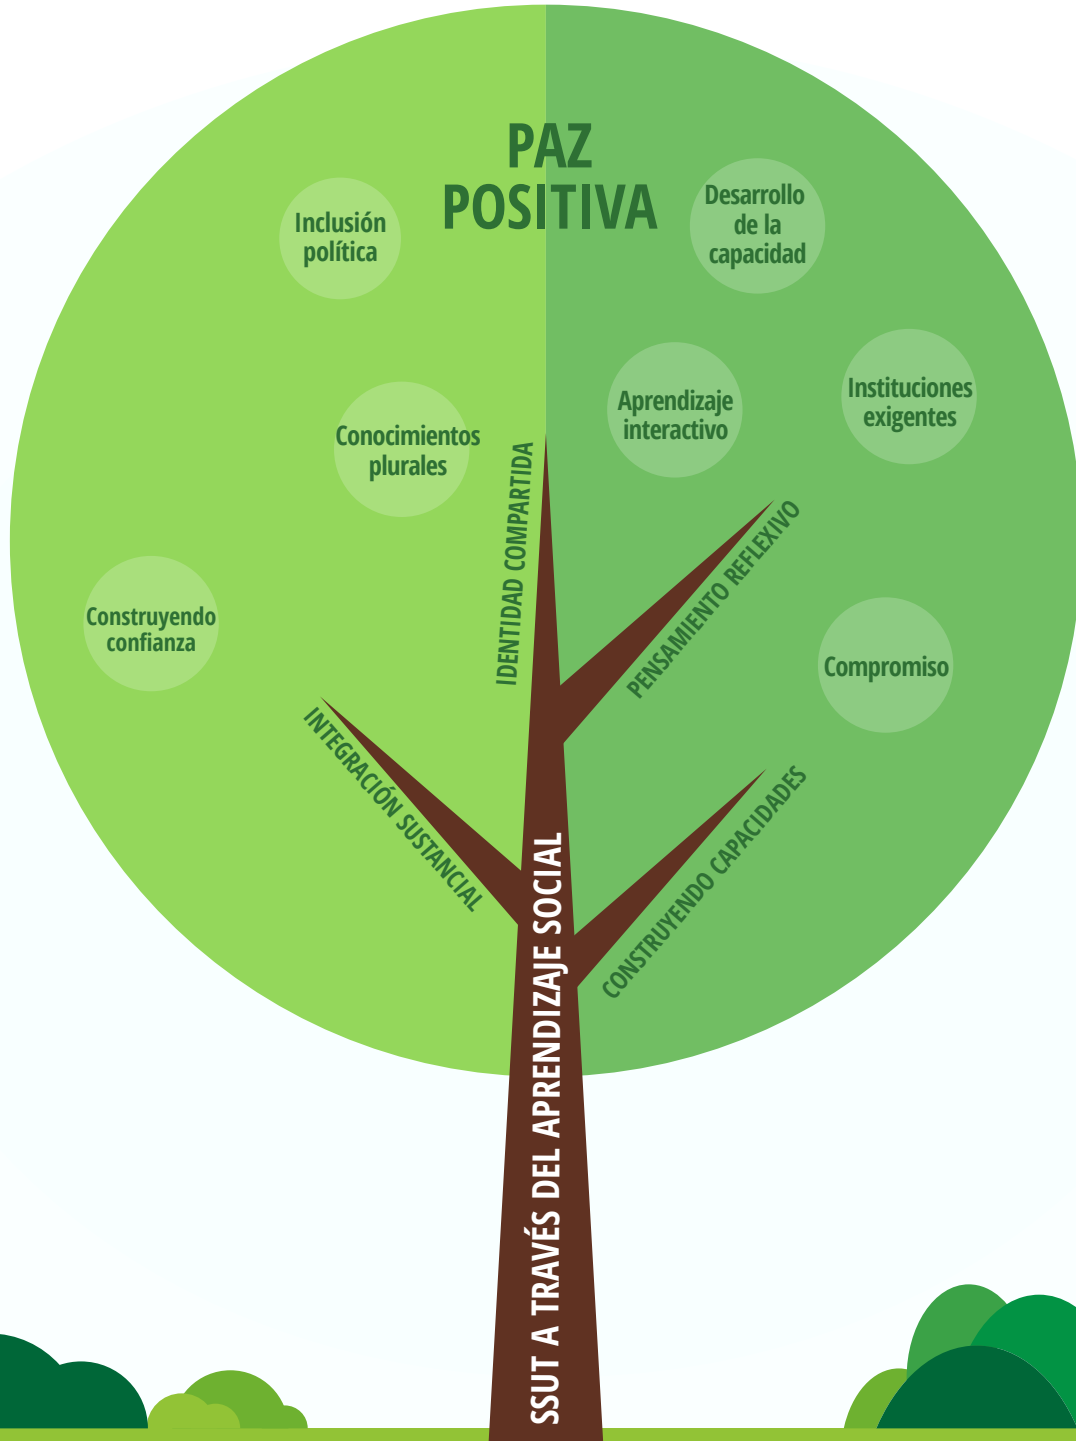 PAZ
POSITIVA
Inclusión
política
Desarrollo
de la
capacidad
Conocimientos
plurales
Aprendizaje
interactivo
Instituciones
exigentes
Construyendo
confianza
Compromiso
IDENTIDAD COMPARTIDA
PENSAMIENTO REFLEXIVO
INTEGRACIÓN SUSTANCIAL
CONSTRUYENDO CAPACIDADES
SSUT A TRAVÉS DEL APRENDIZAJE SOCIAL